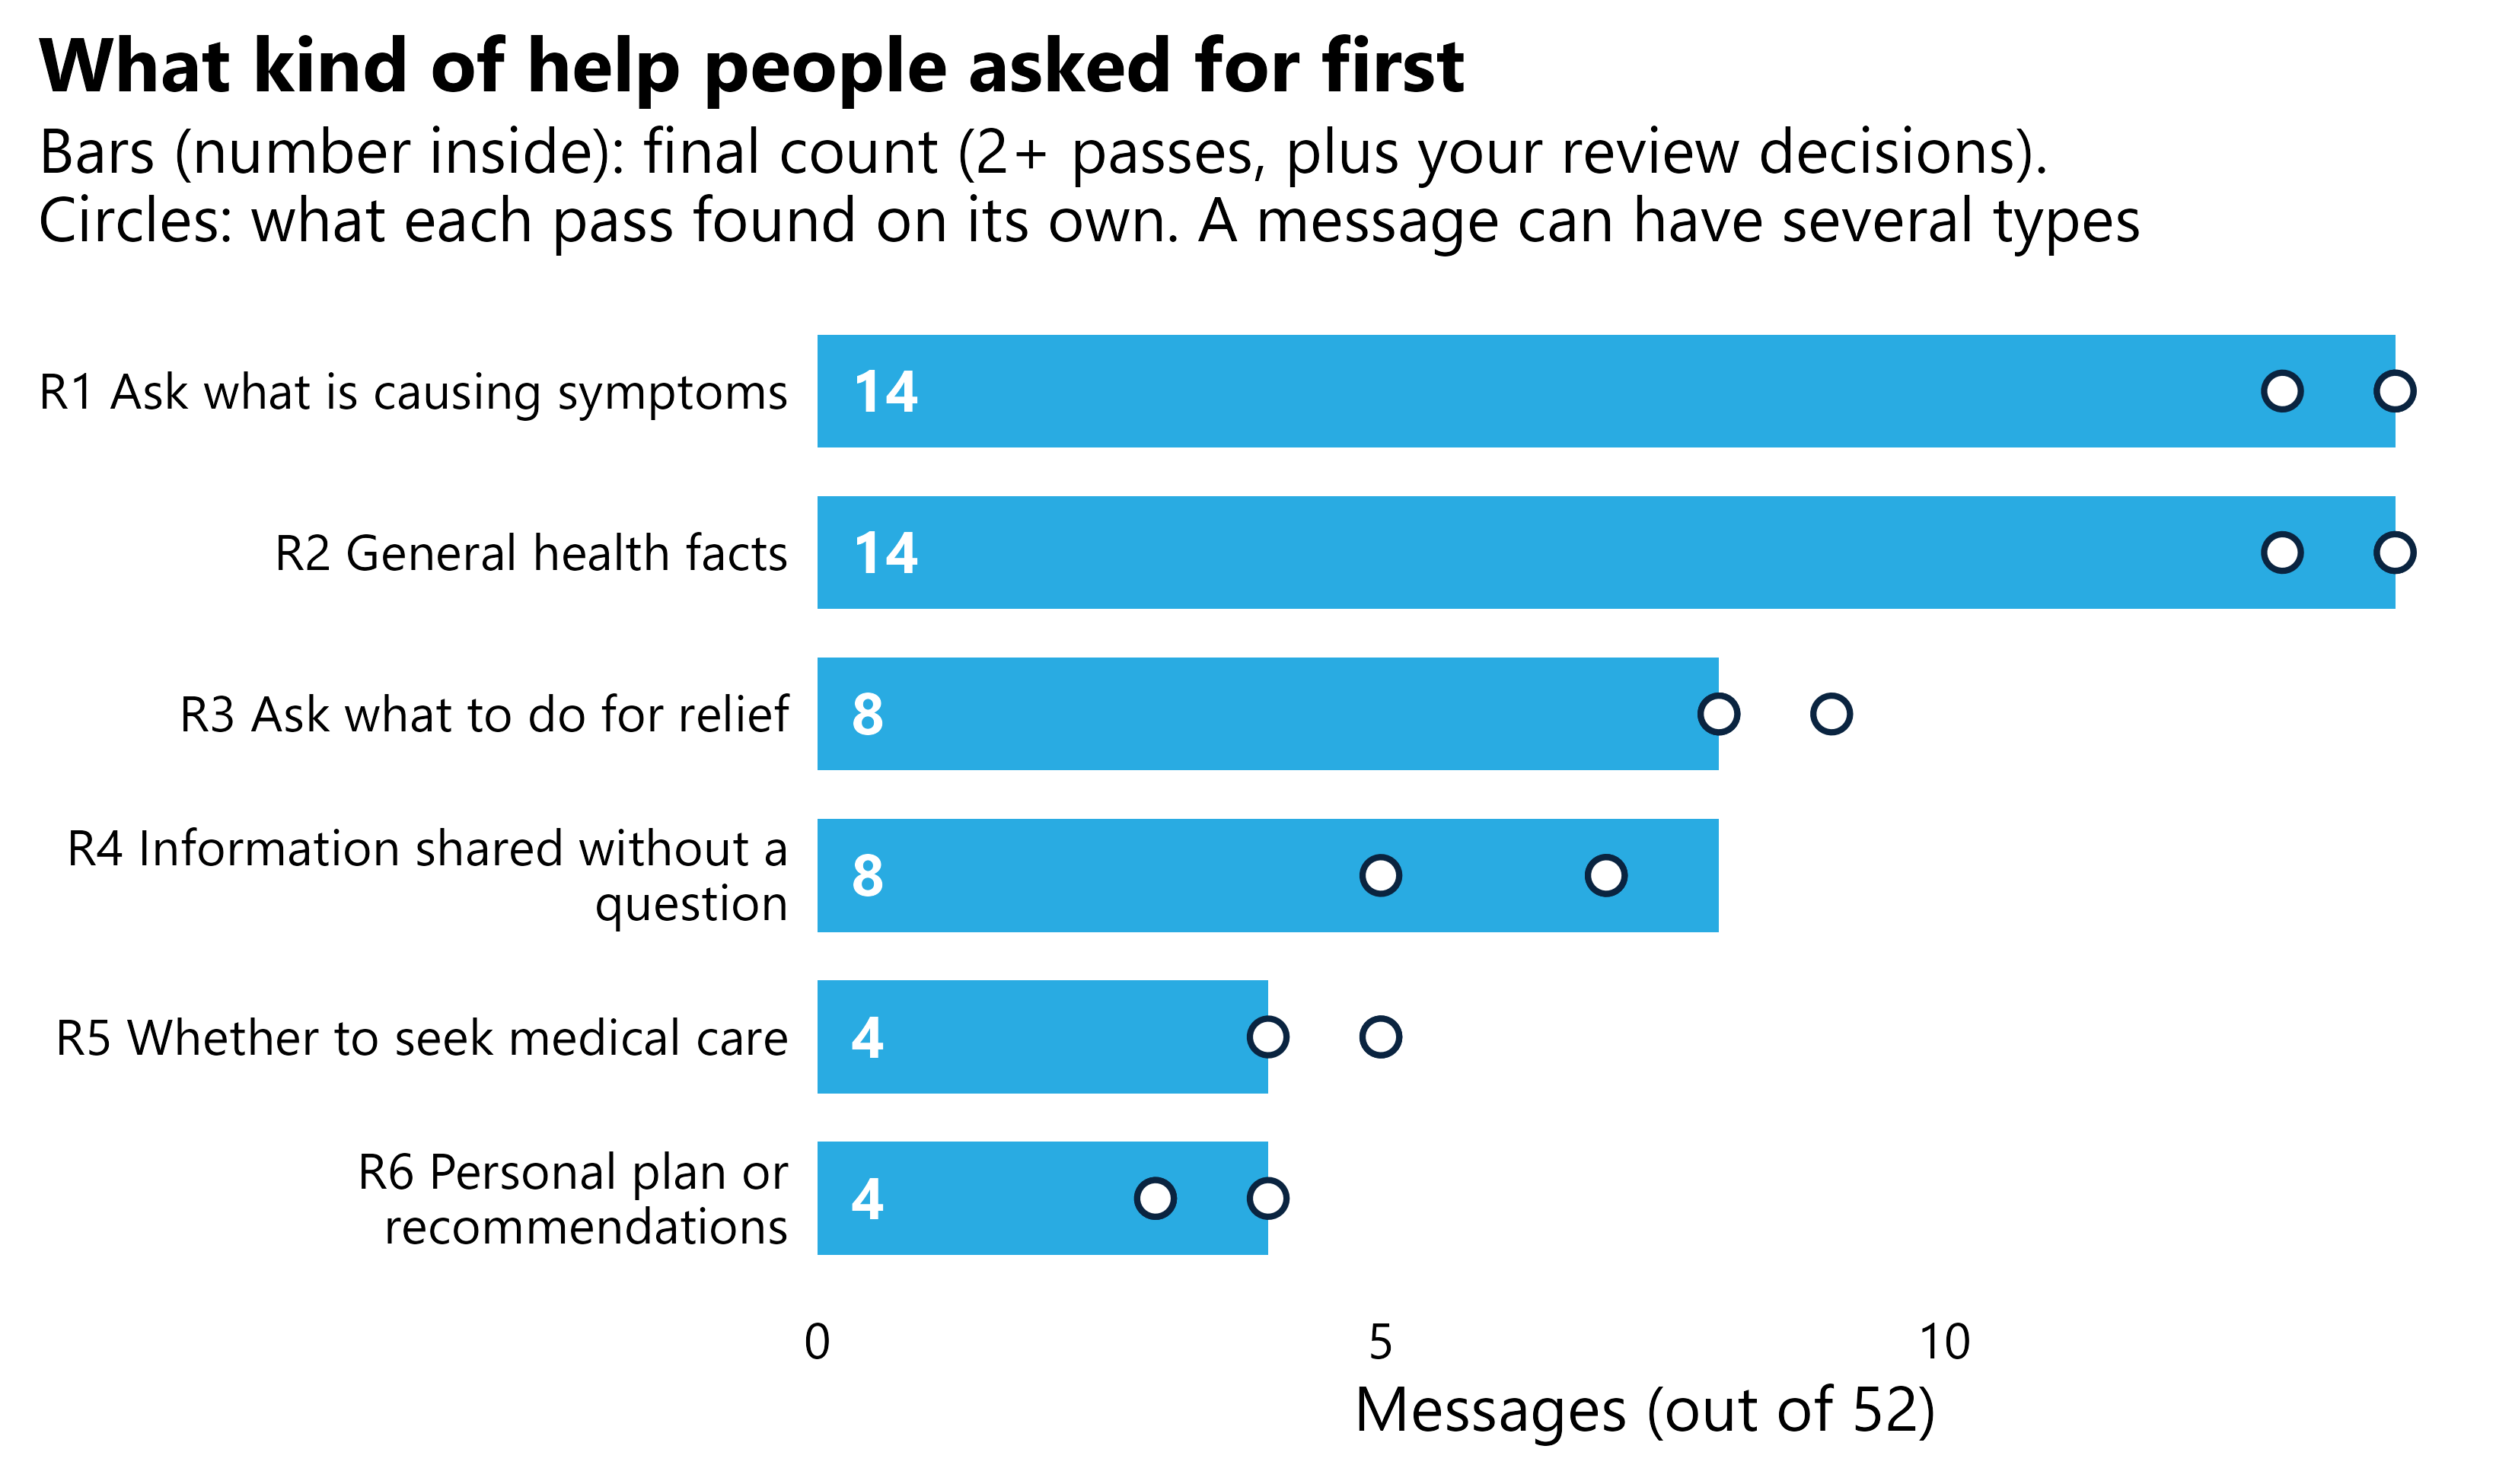 What kind of help people asked for first
Bars (number inside): final count (2+ passes, plus your review decisions).
Circles: what each pass found on its own. A message can have several types
R1 Ask what is causing symptoms
14
R2 General health facts
14
R3 Ask what to do for relief
8
R4 Information shared without a
question
8
R5 Whether to seek medical care
4
R6 Personal plan or
recommendations
4
0 5 10
Messages (out of 52)